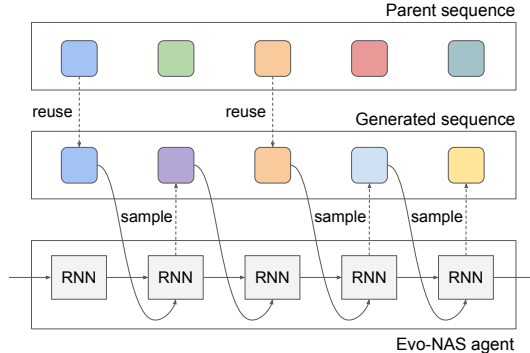 Parent sequence
reuse
reuse
Generated sequence
sample
sample
sample
RNN
RNN
RNN
RNN
RNN
Evo-NAS agent